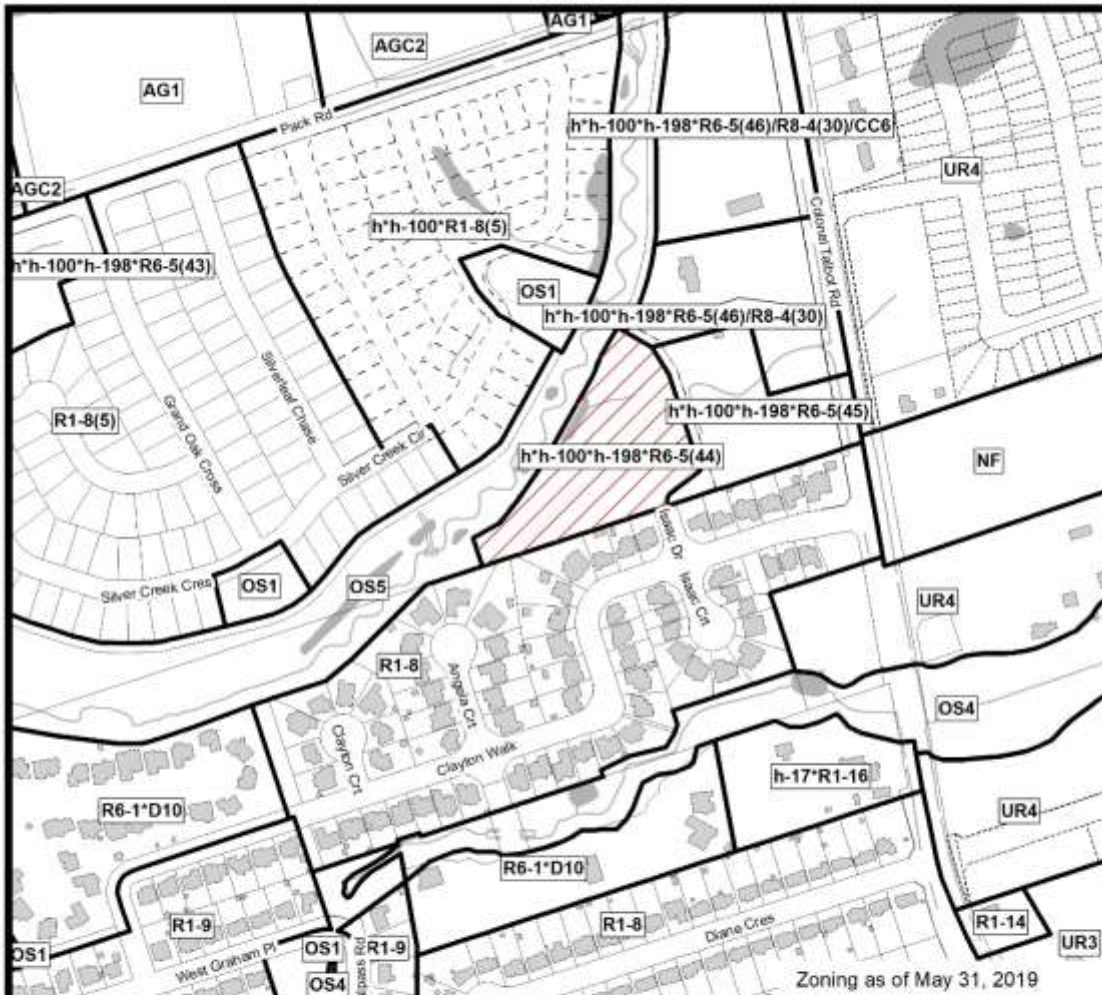 AG1
AGC2
AG1
Pack Rd
h*h-100*h-198*R6-5(46)/R8-4(30)/CC6
UR4
AGC2
Colonel Talbot Rd
h*h-100*R1-8(5)
h*h-100*h-198*R6-5(43)
OS1
h*h-100*h-198*R6-5(46)/R8-4(30)
Silverleaf Chase
Grand Oak Cross
R1-8(5)
h*h-100*h-198*R6-5(45)
Silver Creek Cir
h*h-100*h-198*R6-5(44)
NF
Isaac Dr
Isaac Crt
Silver Creek Cres
OS1
OS5
UR4
R1-8
Angela Crt
OS4
Clayton Crt
Clayton Walk
h-17*R1-16
R6-1*D10
UR4
R6-1*D10
R1-9
R1-8
Diane Cres
R1-14
OS1
West Graham Pl
OS1
R1-9
UR3
OS4
Zoning as of May 31, 2019